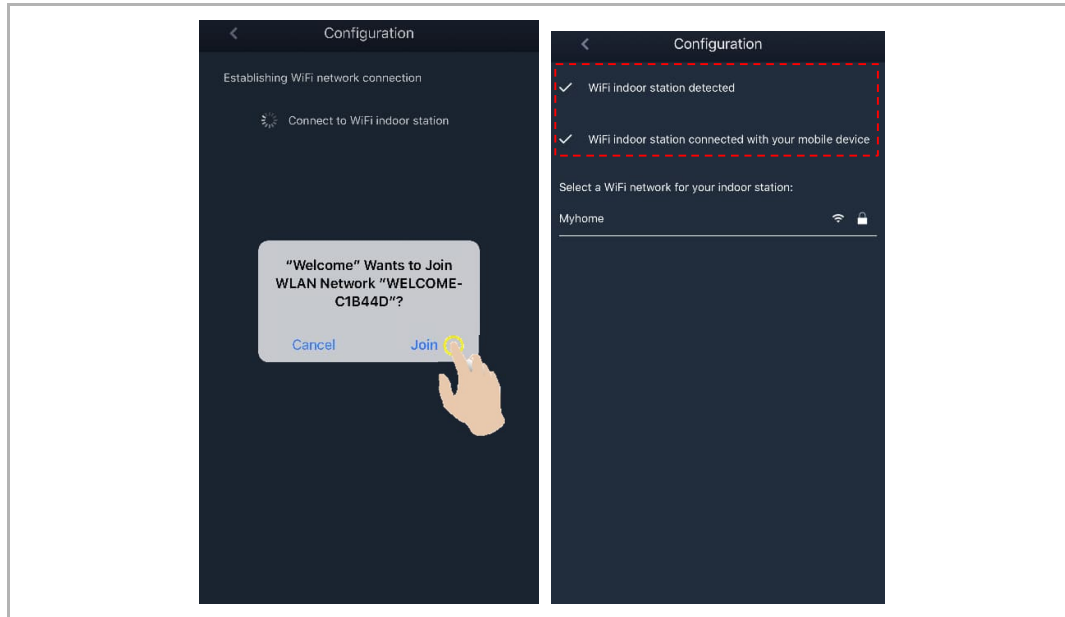 Configuration
Establishing WiFi network connection
Connect to WiFi indoor station
“Welcome” Wants to Join
WLAN Network “WELCOME-
C1B44D”?
Cancel
Join
Configuration
WiFi indoor station detected
WiFi indoor station connected with your mobile device
Select a WiFi network for your indoor station:
Myhome